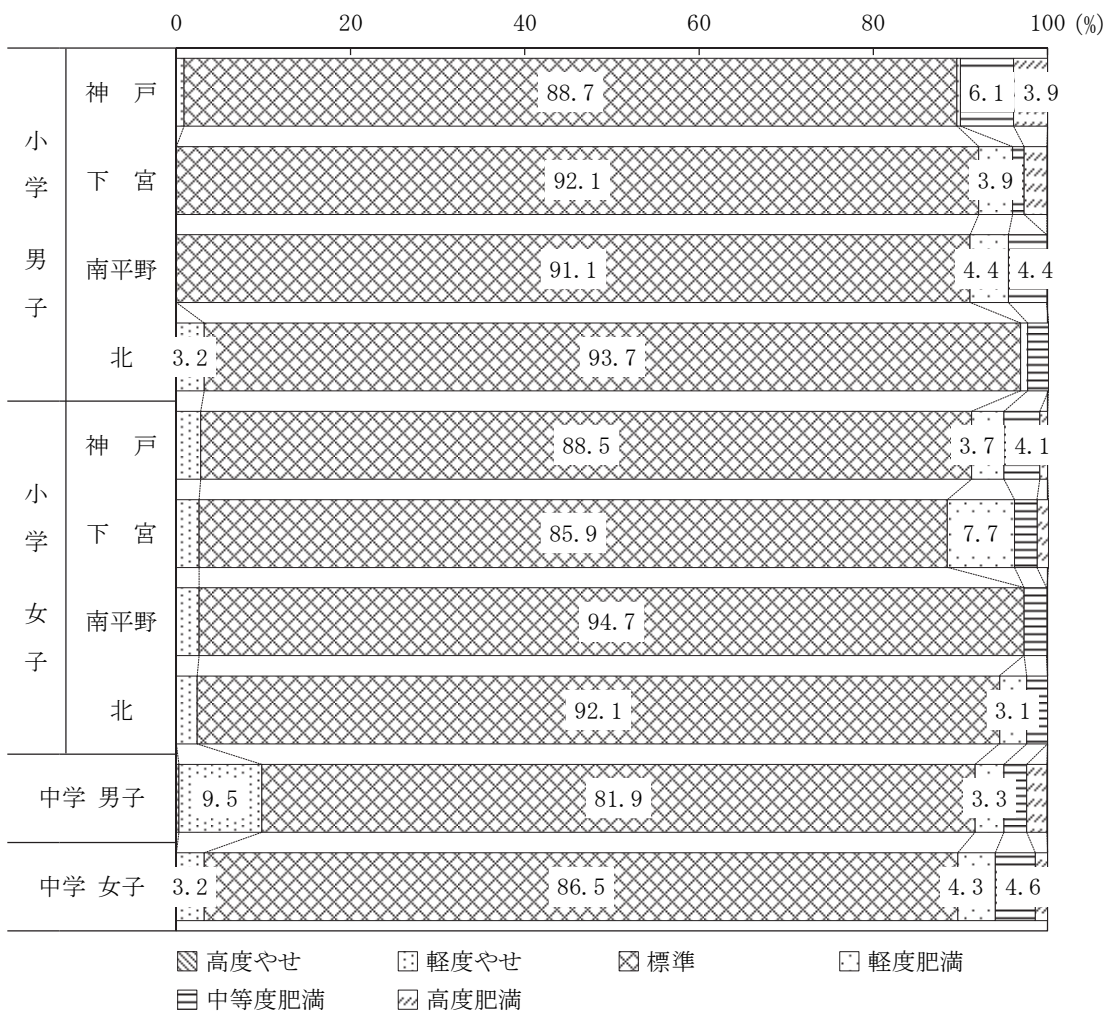 0 20 40 60 80 100 (%)
小学男子
神戸 88.7 6.1 3.9
下宮 92.1 3.9
南平野 91.1 4.4 4.4
北 3.2 93.7
小学女子
神戸 88.5 3.7 4.1
下宮 85.9 7.7
南平野 94.7
北 92.1 3.1
中学 男子 9.5 81.9 3.3
中学 女子 3.2 86.5 4.3 4.6
高度やせ 軽度やせ 標準 軽度肥満
中等度肥満 高度肥満